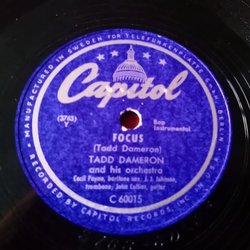 MANUFACTURED IN SWEDEN FOR TELEFUNKENPLATTE G.m.b.H. BERLIN
Capitol
(3763)
Y
Bop
Instrumental
FOCUS
(Tadd Dameron)
TADD DAMERON
and his orchestra
Cecil Payne, baritone sax; J. J. Johnson,
trombone; John Collins, guitar
C 60015
RECORDED BY CAPITOL RECORDS, INC. IN U.S.A.